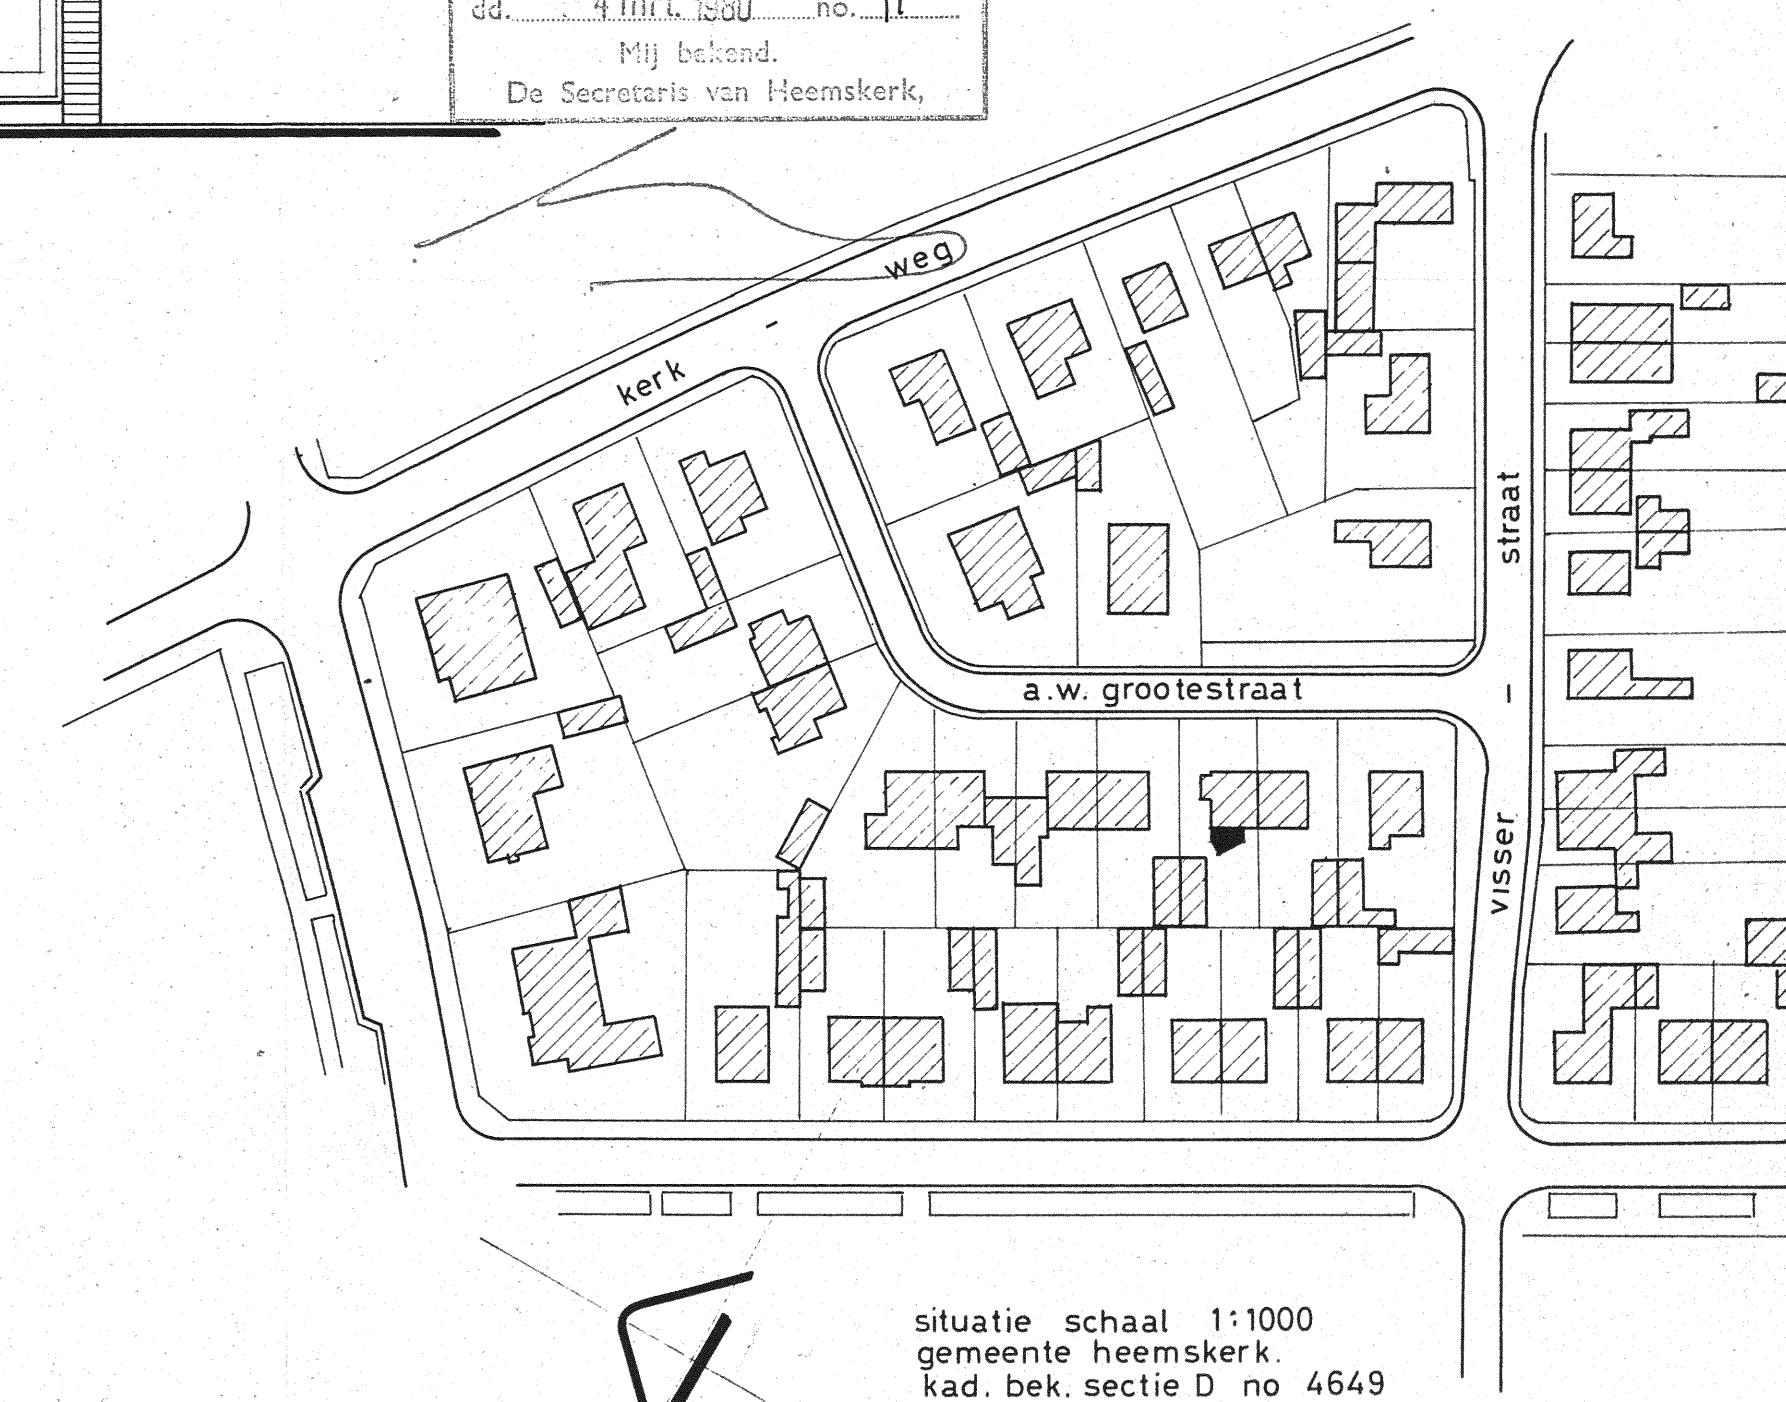 dd. 4 mrt. 1980 no.
Mij bekend.
De Secretaris van Heemskerk,
kerk - weg
a.w. grootestraat
visser - straat
situatie schaal 1:1000
gemeente heemskerk.
kad. bek. sectie D no 4649